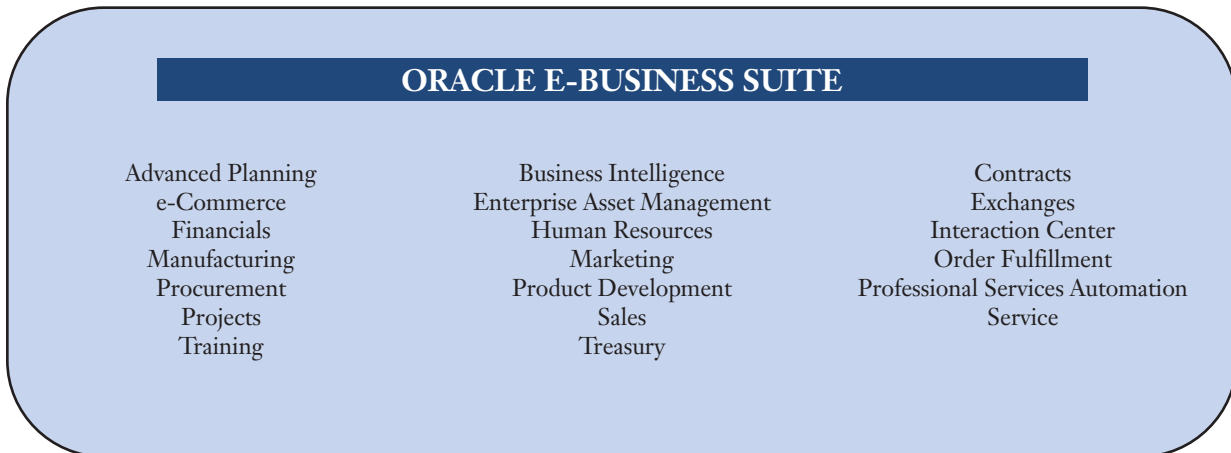 ORACLE E-BUSINESS SUITE
Advanced Planning
e-Commerce
Financials
Manufacturing
Procurement
Projects
Training
Business Intelligence
Enterprise Asset Management
Human Resources
Marketing
Product Development
Sales
Treasury
Contracts
Exchanges
Interaction Center
Order Fulfillment
Professional Services Automation
Service